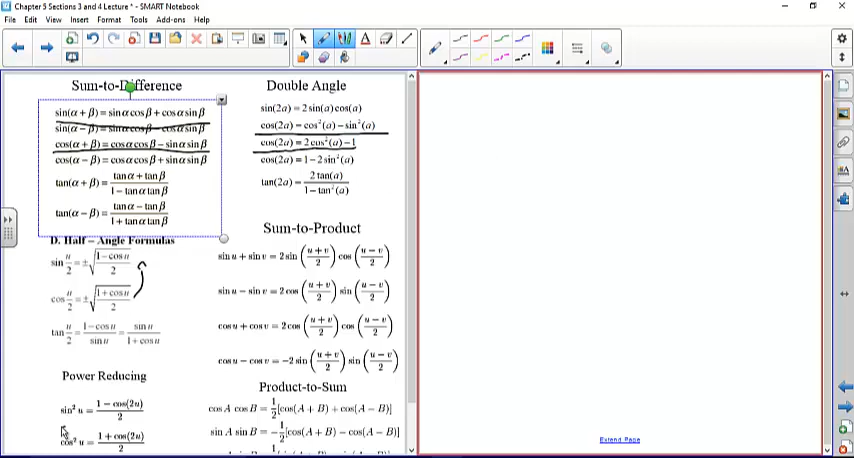 Chapter 5 Sections 3 and 4 Lecture * - SMART Notebook
File Edit View Insert Format Tools Add-ons Help
Sum-to-Difference
sin(α + β) = sin α cos β + cos α sin β
sin(α − β) = sin α cos β − cos α sin β
cos(α + β) = cos α cos β − sin α sin β
cos(α − β) = cos α cos β + sin α sin β
tan(α + β) = (tan α + tan β) / (1 − tan α tan β)
tan(α − β) = (tan α − tan β) / (1 + tan α tan β)
D. Half – Angle Formulas
sin u/2 = ±√((1 − cos u) / 2)
cos u/2 = ±√((1 + cos u) / 2)
tan u/2 = (1 − cos u) / sin u = sin u / (1 + cos u)
Power Reducing
sin² u = (1 − cos(2u)) / 2
cos² u = (1 + cos(2u)) / 2
Double Angle
sin(2a) = 2 sin(a) cos(a)
cos(2a) = cos²(a) − sin²(a)
cos(2a) = 2 cos²(a) − 1
cos(2a) = 1 − 2 sin²(a)
tan(2a) = 2 tan(a) / (1 − tan²(a))
Sum-to-Product
sin u + sin v = 2 sin ((u + v)/2) cos ((u − v)/2)
sin u − sin v = 2 cos ((u + v)/2) sin ((u − v)/2)
cos u + cos v = 2 cos ((u + v)/2) cos ((u − v)/2)
cos u − cos v = −2 sin ((u + v)/2) sin ((u − v)/2)
Product-to-Sum
cos A cos B = 1/2 [cos(A + B) + cos(A − B)]
sin A sin B = −1/2 [cos(A + B) − cos(A − B)]
Extend Page